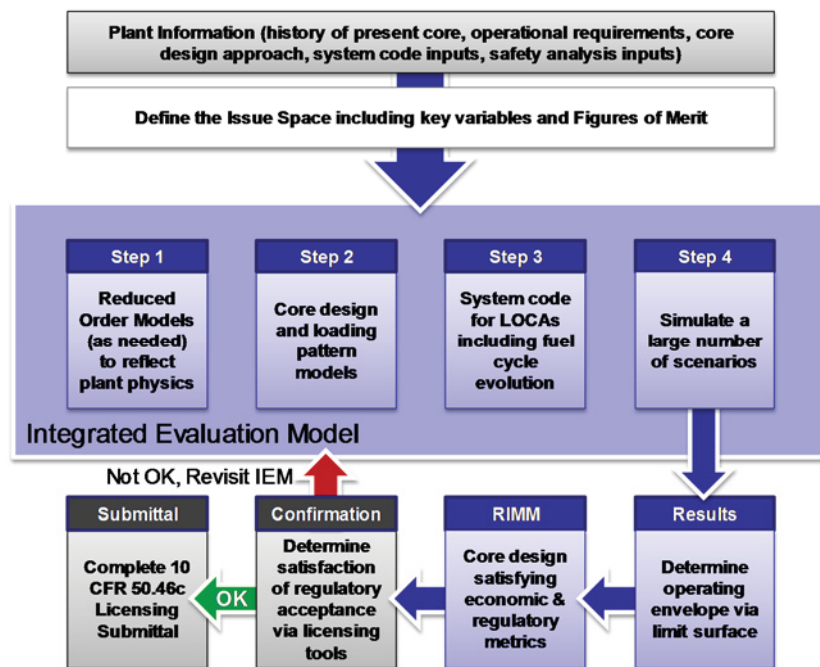 Plant Information (history of present core, operational requirements, core
design approach, system code inputs, safety analysis inputs)
Define the Issue Space including key variables and Figures of Merit
Step 1
Reduced
Order Models
(as needed)
to reflect
plant physics
Step 2
Core design
and loading
pattern
models
Step 3
System code
for LOCAs
including fuel
cycle
evolution
Step 4
Simulate a
large number
of scenarios
Integrated Evaluation Model
Not OK, Revisit IEM
Submittal
Complete 10
CFR 50.46c
Licensing
Submittal
OK
Confirmation
Determine
satisfaction
of regulatory
acceptance
via licensing
tools
RIMM
Core design
satisfying
economic &
regulatory
metrics
Results
Determine
operating
envelope via
limit surface